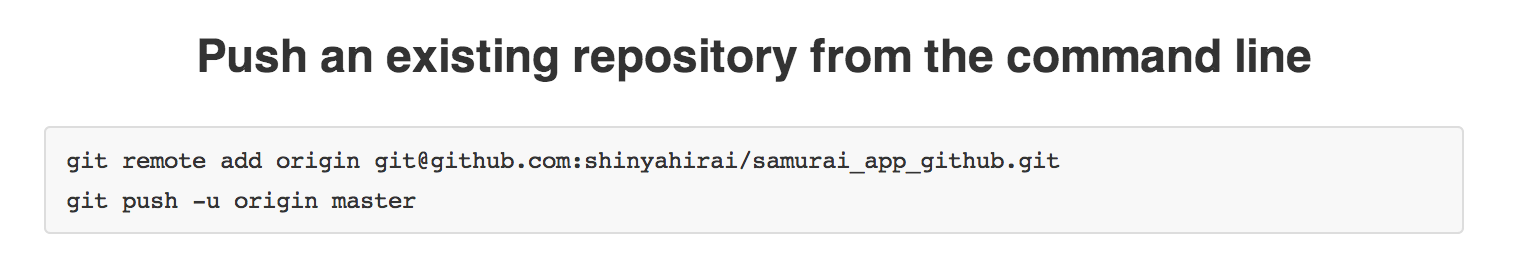 Push an existing repository from the command line
git remote add origin git@github.com:shinyahirai/samurai_app_github.git
git push -u origin master